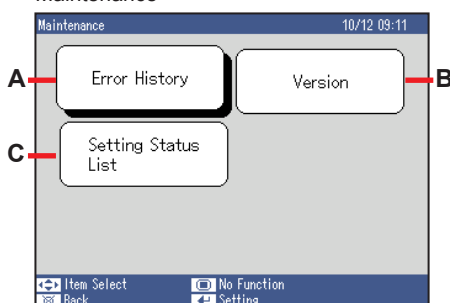 Maintenance
Maintenance 10/12 09:11
A Error History Version B
C Setting Status
List
Item Select No Function
Back Setting